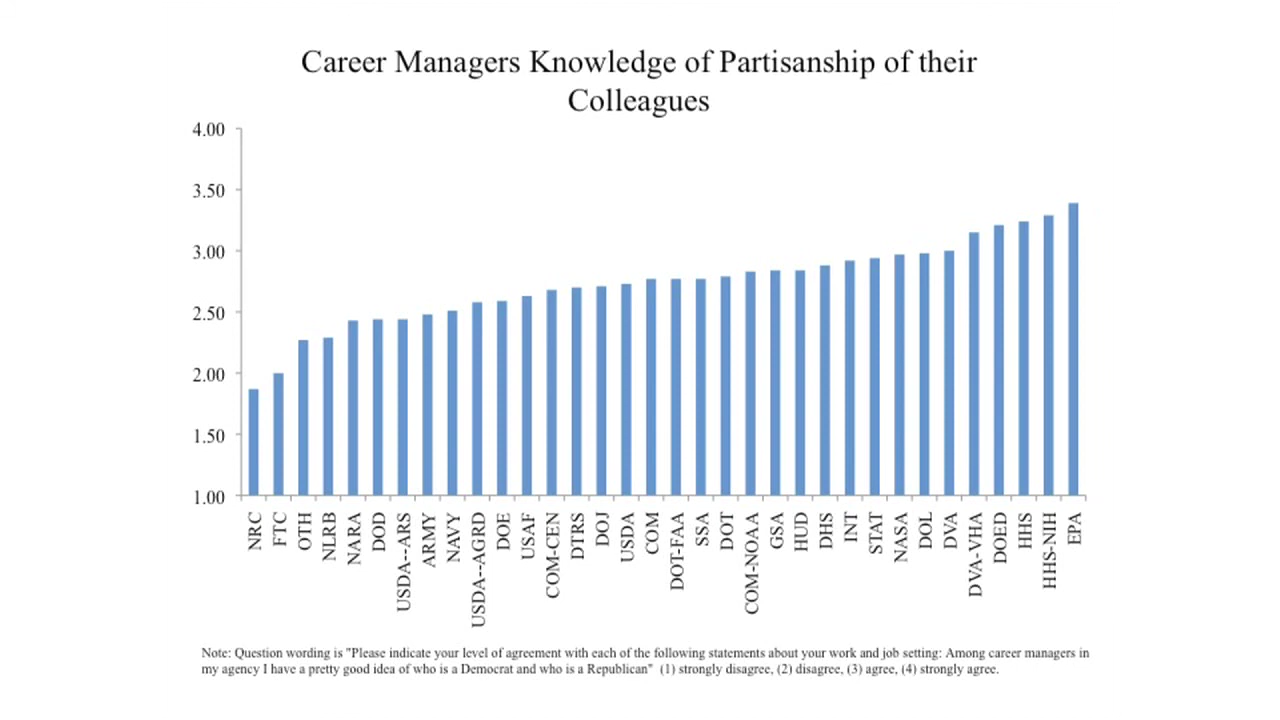 Career Managers Knowledge of Partisanship of their
Colleagues
4.00
3.50
3.00
2.50
2.00
1.50
1.00
NRC
FTC
OTH
NLRB
NARA
DOD
USDA--ARS
ARMY
NAVY
USDA--AGRD
DOE
USAF
COM-CEN
DTRS
DOJ
USDA
COM
DOT-FAA
SSA
DOT
COM-NOAA
GSA
HUD
DHS
INT
STAT
NASA
DOL
DVA
DVA-VHA
DOED
HHS
HHS-NIH
EPA
Note: Question wording is "Please indicate your level of agreement with each of the following statements about your work and job setting: Among career managers in
my agency I have a pretty good idea of who is a Democrat and who is a Republican" (1) strongly disagree, (2) disagree, (3) agree, (4) strongly agree.